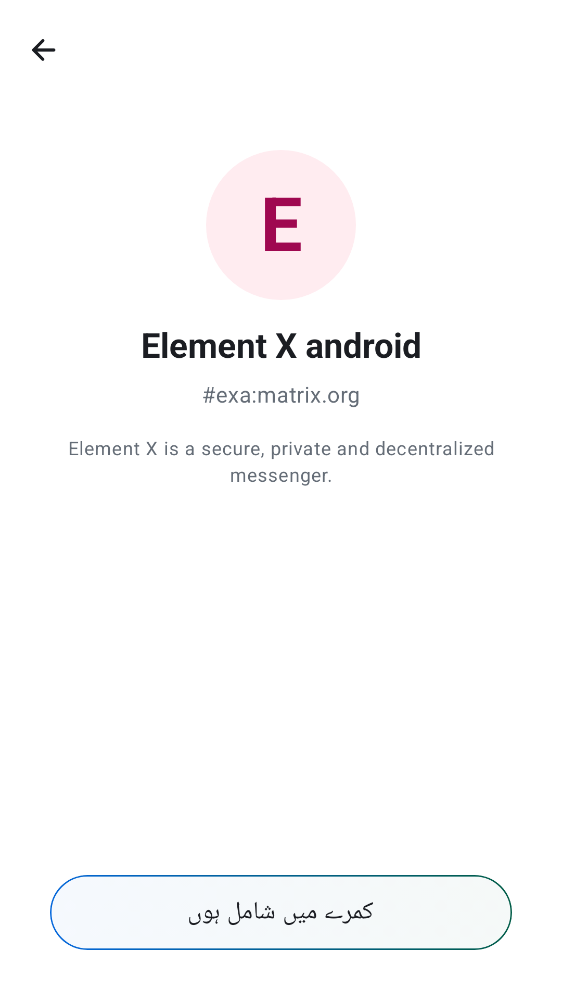 E
Element X android
#exa:matrix.org
Element X is a secure, private and decentralized
messenger.
کمرے میں شامل ہوں